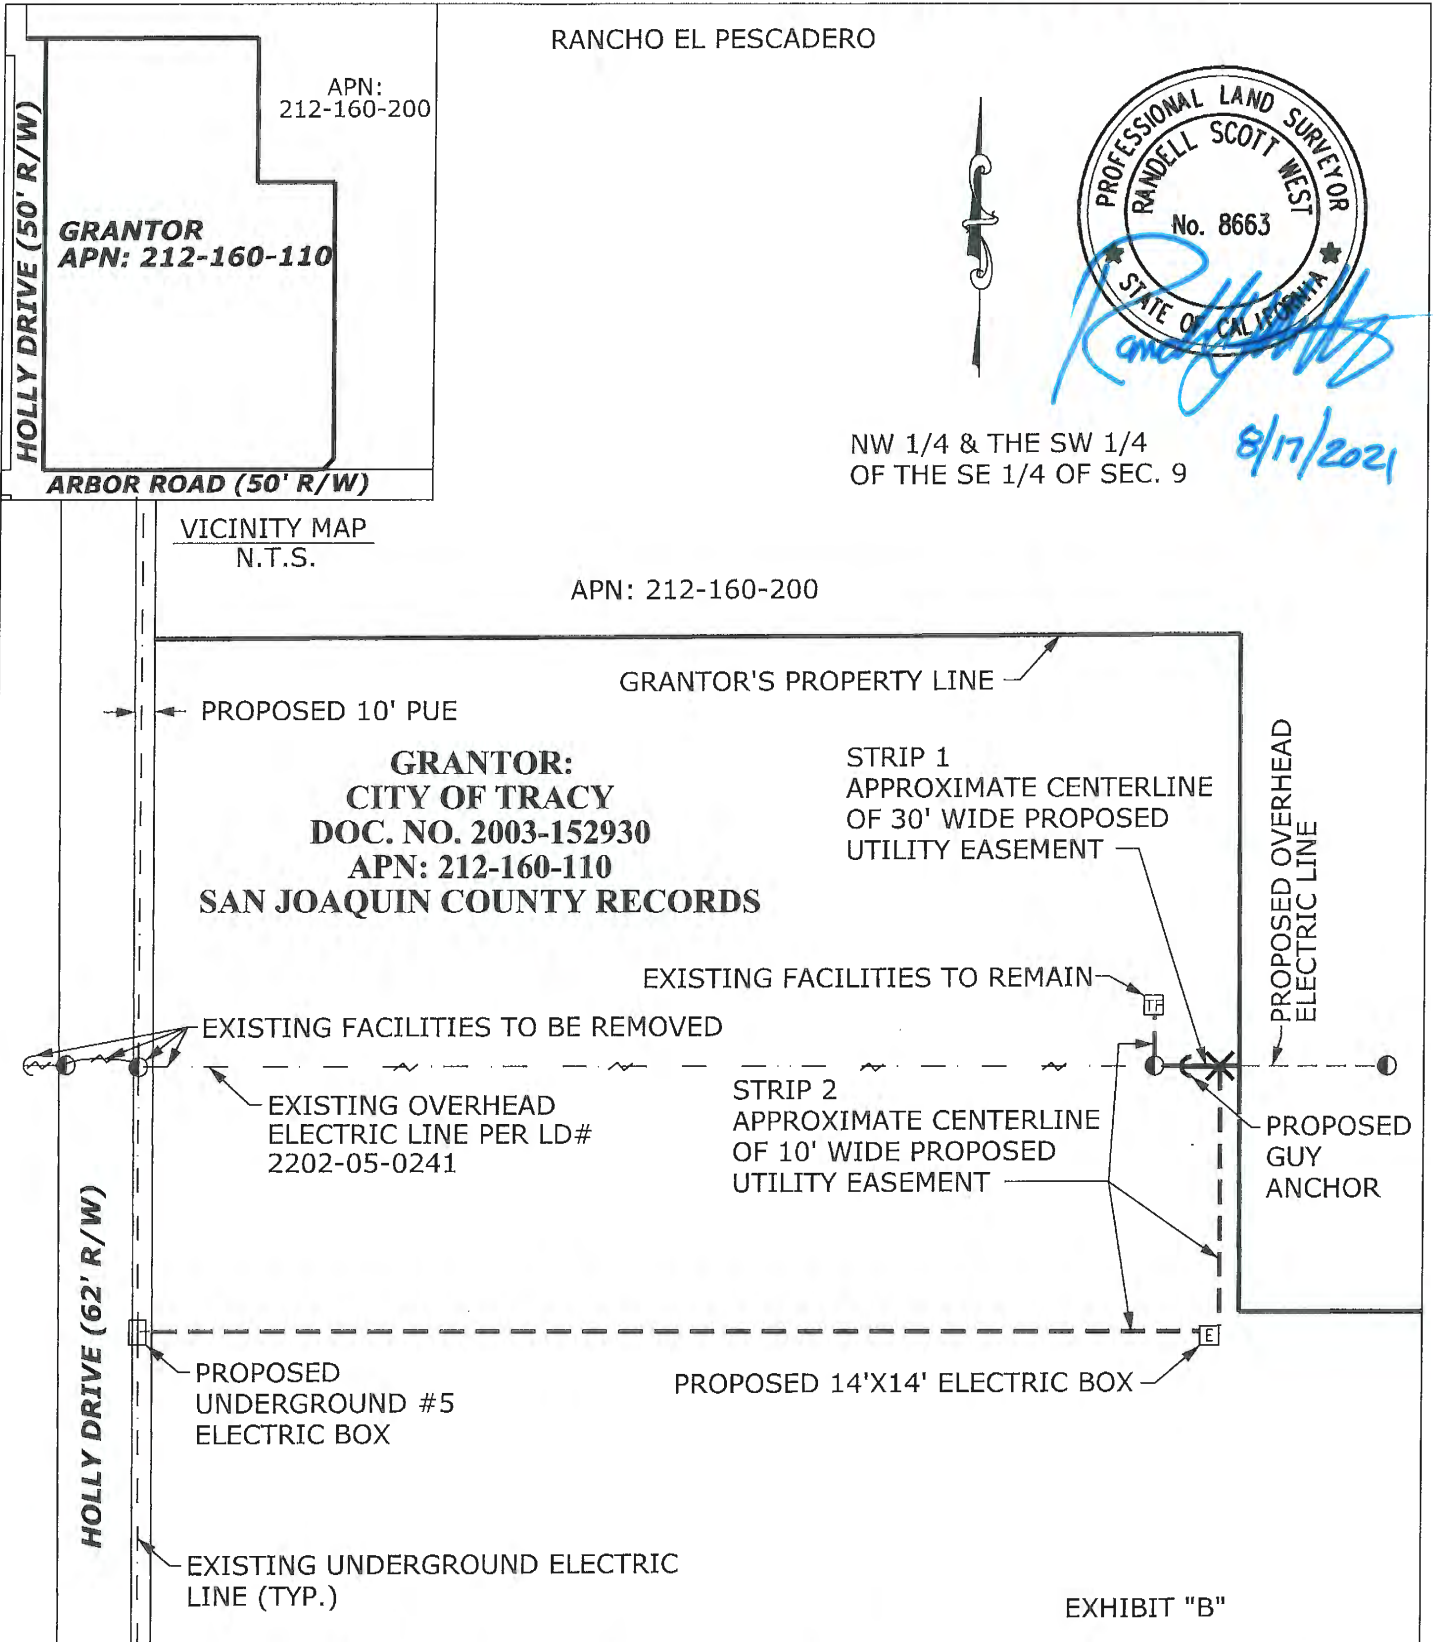 RANCHO EL PESCADERO
APN:
212-160-200
HOLLY DRIVE (50' R/W)
GRANTOR
APN: 212-160-110
ARBOR ROAD (50' R/W)
VICINITY MAP
N.T.S.
PROFESSIONAL LAND SURVEYOR
RANDELL SCOTT WEST
No. 8663
STATE OF CALIFORNIA
8/17/2021
NW 1/4 & THE SW 1/4
OF THE SE 1/4 OF SEC. 9
APN: 212-160-200
GRANTOR'S PROPERTY LINE
PROPOSED 10' PUE
GRANTOR:
CITY OF TRACY
DOC. NO. 2003-152930
APN: 212-160-110
SAN JOAQUIN COUNTY RECORDS
STRIP 1
APPROXIMATE CENTERLINE
OF 30' WIDE PROPOSED
UTILITY EASEMENT
PROPOSED OVERHEAD
ELECTRIC LINE
EXISTING FACILITIES TO REMAIN
TF
EXISTING FACILITIES TO BE REMOVED
EXISTING OVERHEAD
ELECTRIC LINE PER LD#
2202-05-0241
STRIP 2
APPROXIMATE CENTERLINE
OF 10' WIDE PROPOSED
UTILITY EASEMENT
PROPOSED
GUY
ANCHOR
HOLLY DRIVE (62' R/W)
E
PROPOSED
UNDERGROUND #5
ELECTRIC BOX
PROPOSED 14'X14' ELECTRIC BOX
EXISTING UNDERGROUND ELECTRIC
LINE (TYP.)
EXHIBIT "B"